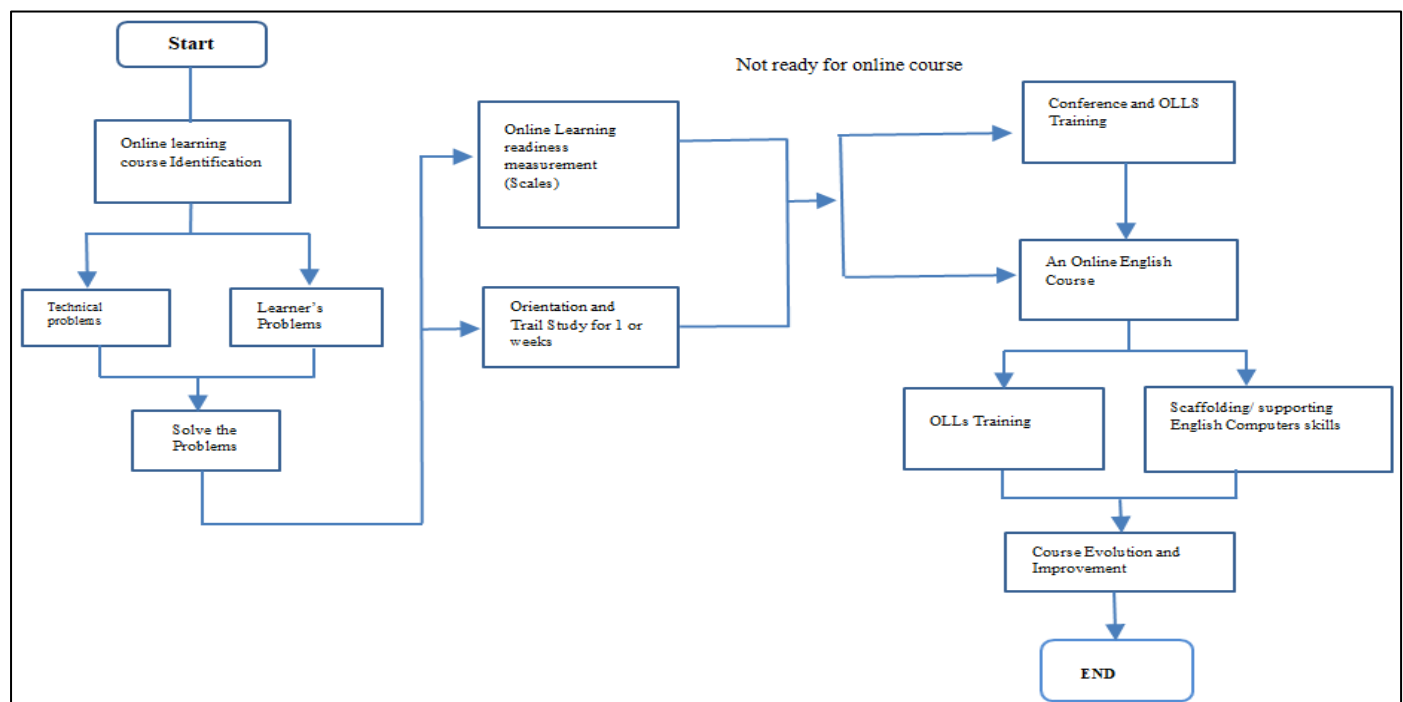 Start
Online learning
course Identification
Technical
problems
Learner's
Problems
Solve the
Problems
Online Learning
readiness
measurement
(Scales)
Orientation and
Trail Study for 1 or
weeks
Not ready for online course
Conference and OLLS
Training
An Online English
Course
OLLs Training
Scaffolding/ supporting
English Computers skills
Course Evolution and
Improvement
END